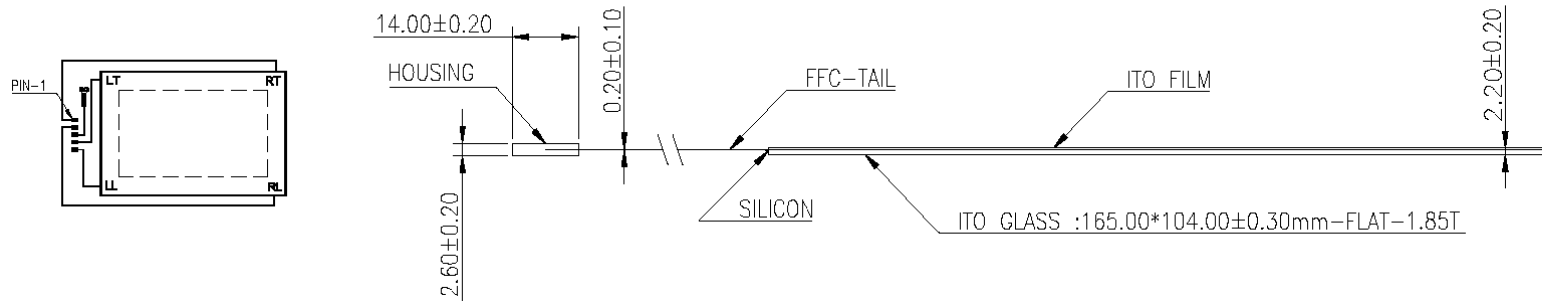 PIN-1
LT
RT
LL
RL
14.00±0.20
HOUSING
2.60±0.20
0.20±0.10
FFC-TAIL
SILICON
ITO FILM
ITO GLASS :165.00*104.00±0.30mm-FLAT-1.85T
2.20±0.20